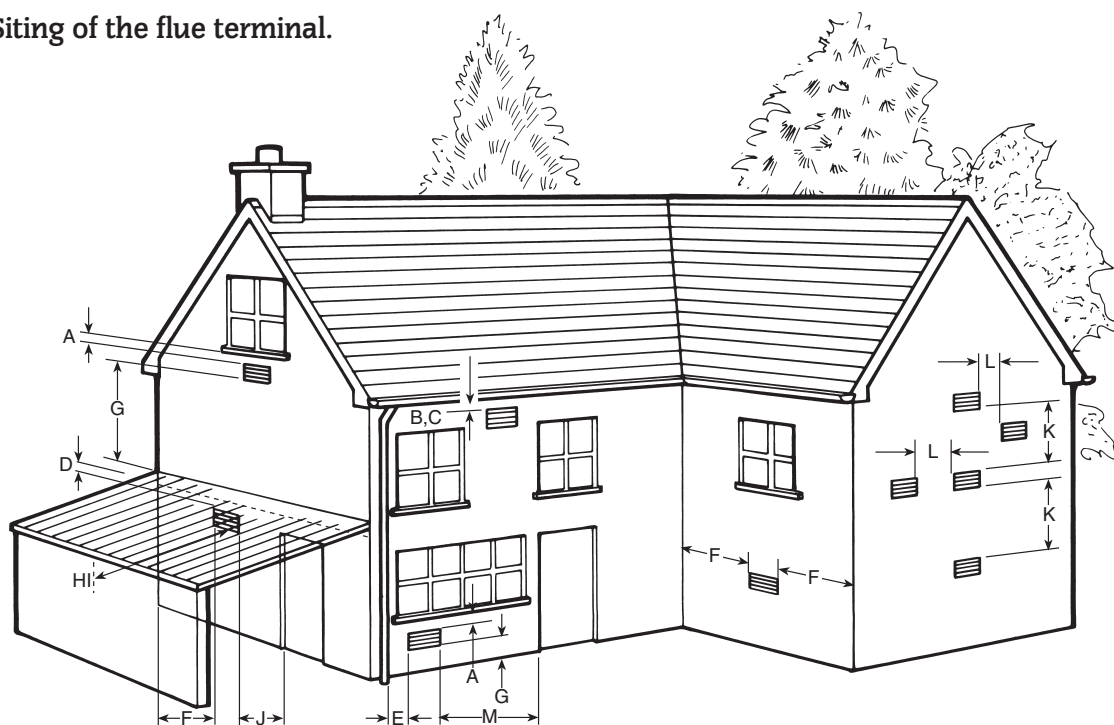 Siting of the flue terminal.
A
G
D
B,C
HI
F
J
E
M
A
G
F
F
L
K
L
K